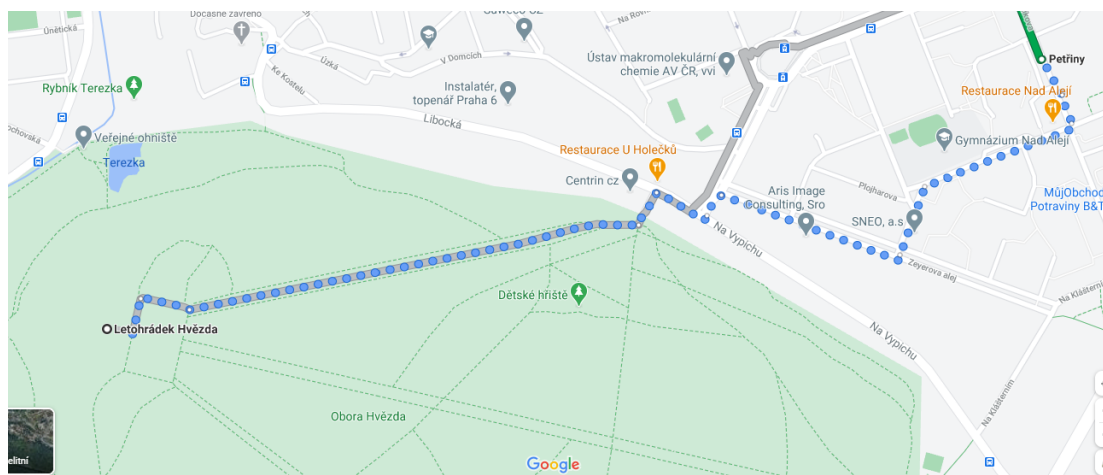 Dočasně zavřeno
Saweco CZ
Na Rovni
Únětická
Úzká
V Domcích
Ke Kostelu
Ústav makromolekulární
chemie AV ČR, vvi
Petřiny
Rybník Terezka
Instalatér,
topenář Praha 6
Restaurace Nad Alejí
Libocká
Veřejné ohniště
Gymnázium Nad Alejí
Restaurace U Holečků
Terezka
Centrin cz
Plojharova
Aris Image
Consulting, Sro
MůjObchod
Potraviny B&T
SNEO, a.s
Na Vypichu
Zeyerova alej
Na Klášterním
Dětské hřiště
Letohrádek Hvězda
Na Vypichu
Na Klášterním
Obora Hvězda
Google
elitní